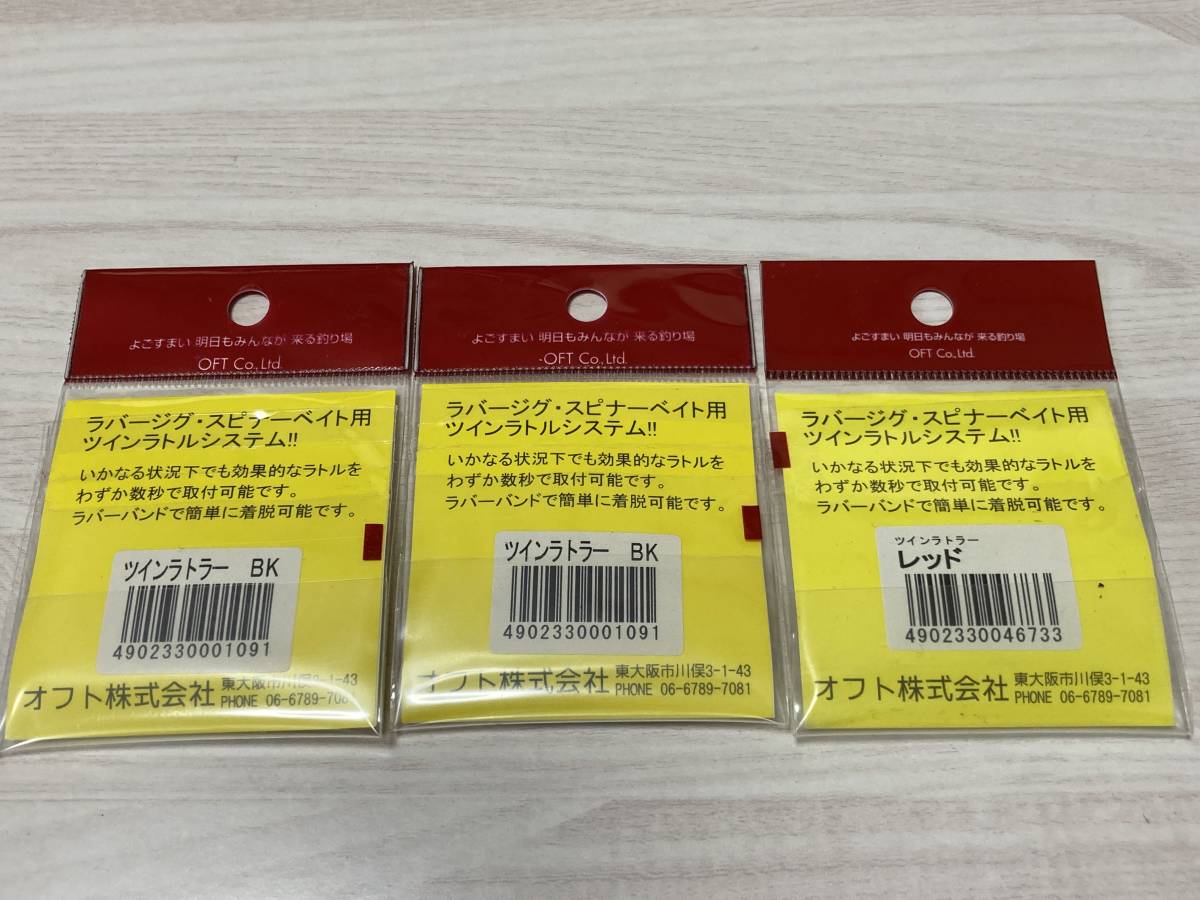 よごすまい 明日もみんなが 来る釣り場
OFT Co.,Ltd.
ラバージグ・スピナーベイト用
ツインラトルシステム!!
いかなる状況下でも効果的なラトルを
わずか数秒で取付可能です。
ラバーバンドで簡単に着脱可能です。
ツインラトラー BK
4902330001091
オフト株式会社 東大阪市川俣3-1-43
PHONE 06-6789-7081
よごすまい 明日もみんなが 来る釣り場
OFT Co.,Ltd.
ラバージグ・スピナーベイト用
ツインラトルシステム!!
いかなる状況下でも効果的なラトルを
わずか数秒で取付可能です。
ラバーバンドで簡単に着脱可能です。
ツインラトラー BK
4902330001091
オフト株式会社 東大阪市川俣3-1-43
PHONE 06-6789-7081
よごすまい 明日もみんなが 来る釣り場
OFT Co.,Ltd.
ラバージグ・スピナーベイト用
ツインラトルシステム!!
いかなる状況下でも効果的なラトルを
わずか数秒で取付可能です。
ラバーバンドで簡単に着脱可能です。
ツインラトラー
レッド
4902330046733
オフト株式会社 東大阪市川俣3-1-43
PHONE 06-6789-7081